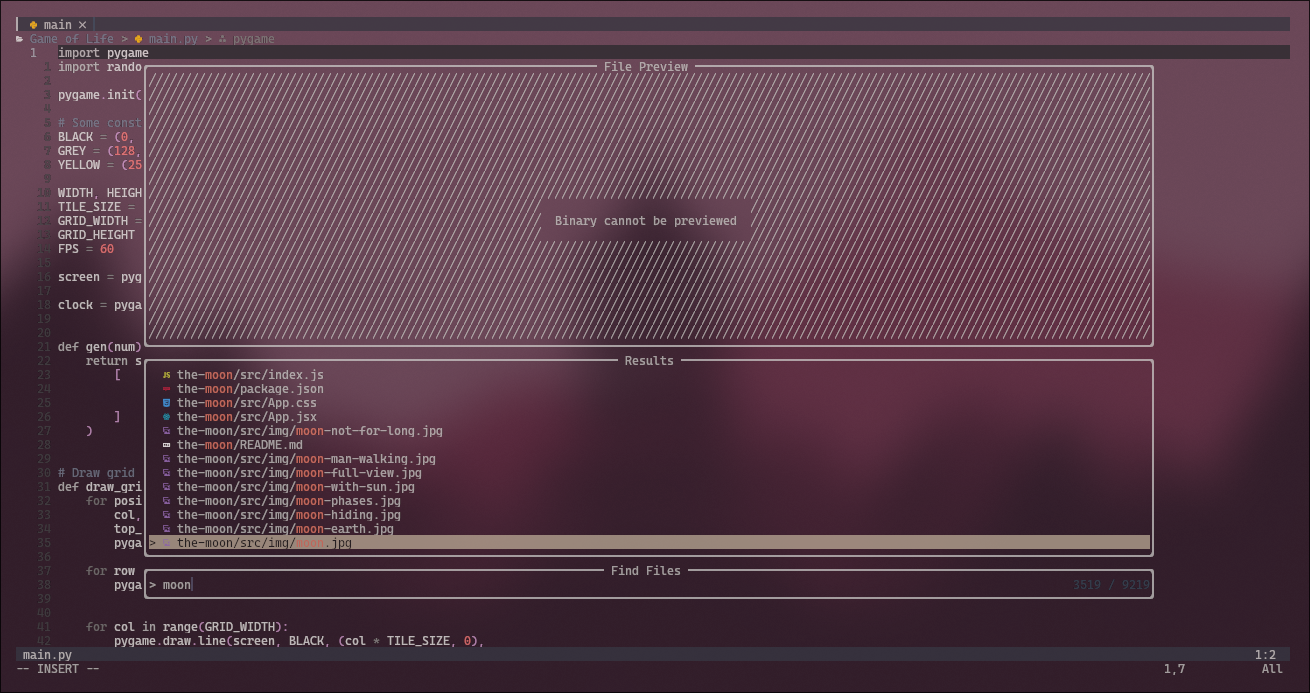 main ×
Game of Life > main.py > pygame
1 import pygame
1 import rando
2
3 pygame.init(
4
5 # Some const
6 BLACK = (0,
7 GREY = (128,
8 YELLOW = (25
9
10 WIDTH, HEIGH
11 TILE_SIZE =
12 GRID_WIDTH =
13 GRID_HEIGHT
14 FPS = 60
15
16 screen = pyg
17
18 clock = pyga
19
20
21 def gen(num)
22 return s
23 [
24
25
26 ]
27 )
28
29
30 # Draw grid
31 def draw_gri
32 for posi
33 col,
34 top_
35 pyga
36
37 for row
38 pyga
39
40
41 for col in range(GRID_WIDTH):
42 pygame.draw.line(screen, BLACK, (col * TILE_SIZE, 0),
File Preview
Binary cannot be previewed
Results
the-moon/src/index.js
the-moon/package.json
the-moon/src/App.css
the-moon/src/App.jsx
the-moon/src/img/moon-not-for-long.jpg
the-moon/README.md
the-moon/src/img/moon-man-walking.jpg
the-moon/src/img/moon-full-view.jpg
the-moon/src/img/moon-with-sun.jpg
the-moon/src/img/moon-phases.jpg
the-moon/src/img/moon-hiding.jpg
the-moon/src/img/moon-earth.jpg
> the-moon/src/img/moon.jpg
Find Files
> moon 3519 / 9219
main.py 1:2
-- INSERT -- 1,7 All